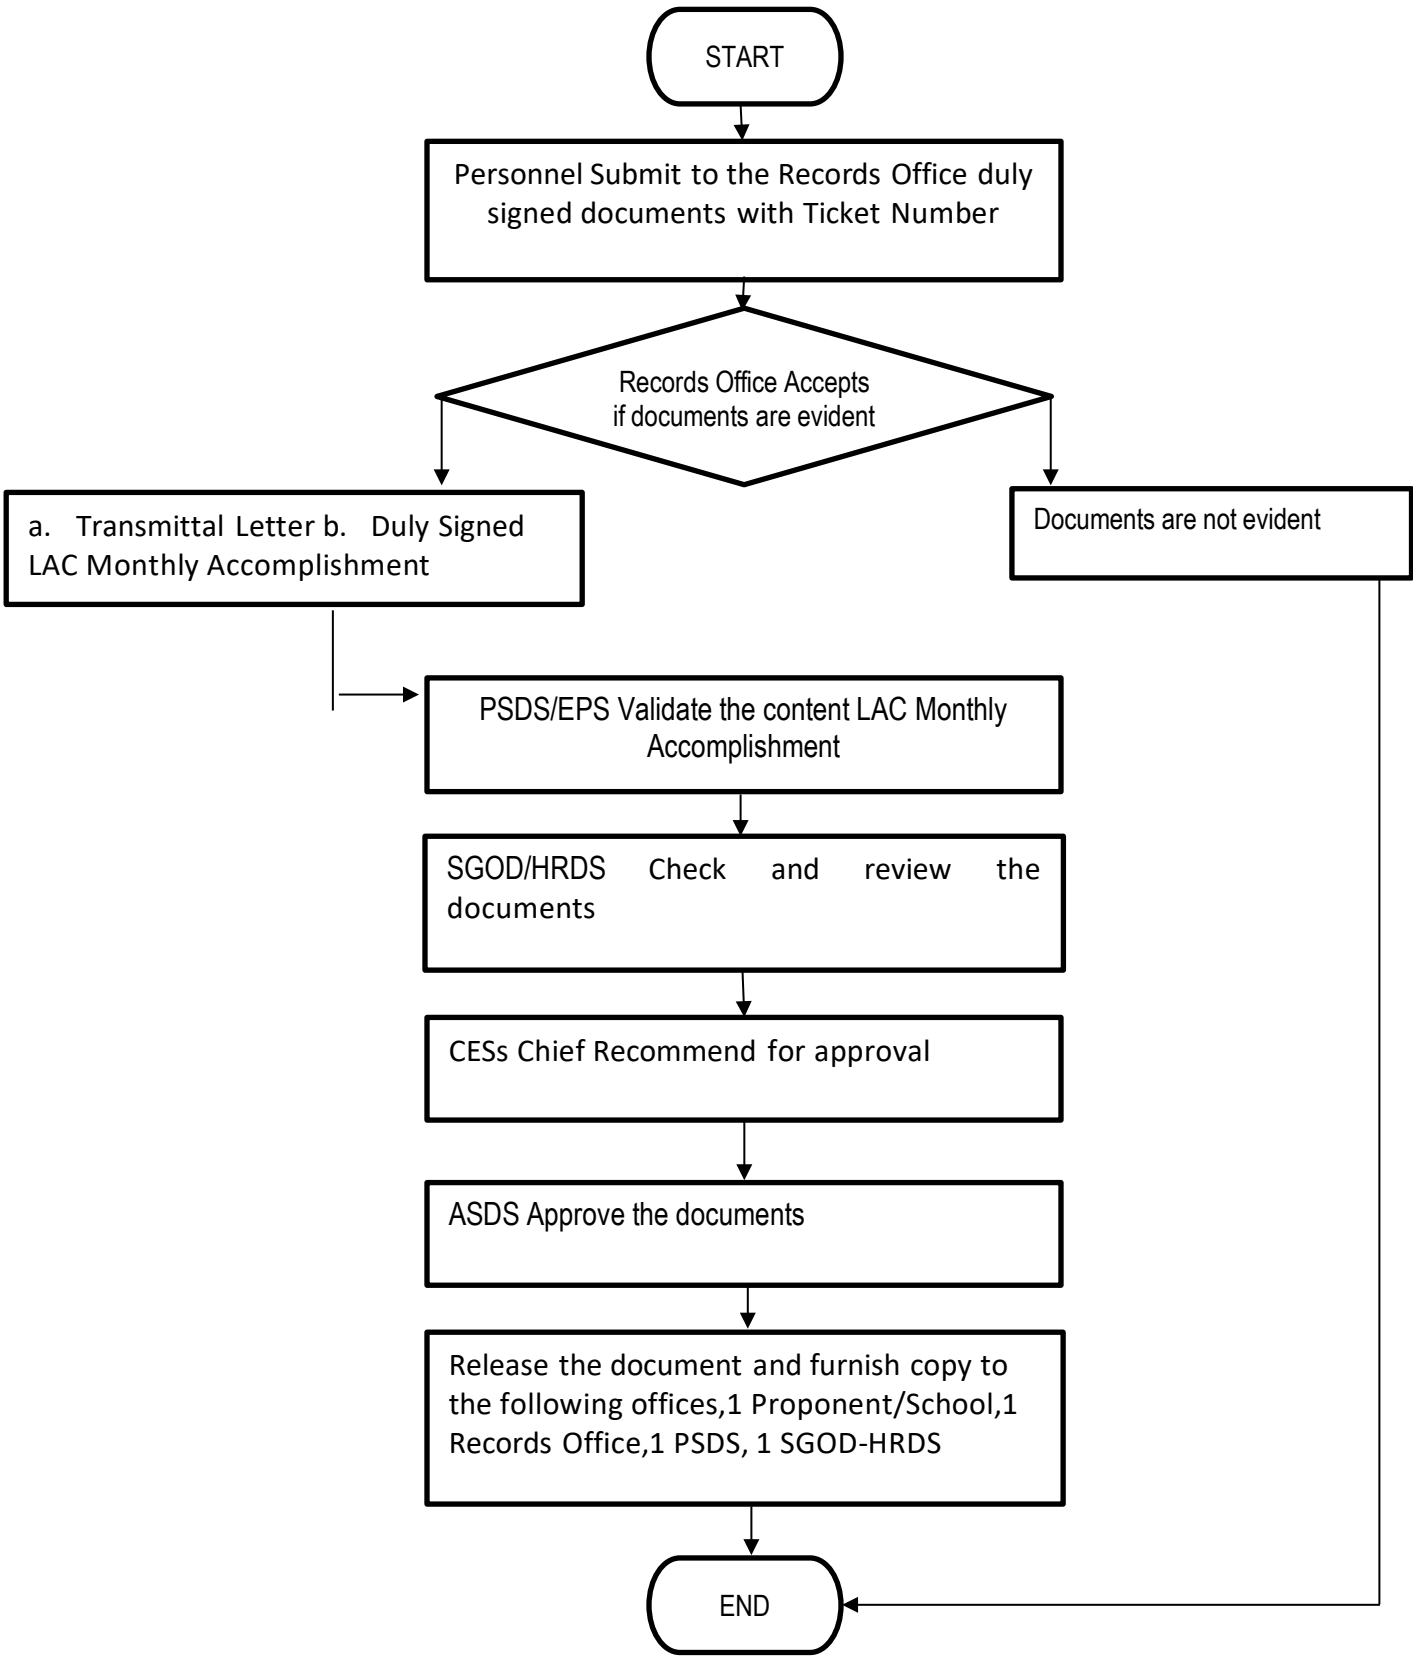 START
Personnel Submit to the Records Office duly
signed documents with Ticket Number
Records Office Accepts
if documents are evident
a. Transmittal Letter b. Duly Signed
LAC Monthly Accomplishment
Documents are not evident
PSDS/EPS Validate the content LAC Monthly
Accomplishment
SGOD/HRDS Check and review the
documents
CESs Chief Recommend for approval
ASDS Approve the documents
Release the document and furnish copy to
the following offices,1 Proponent/School,1
Records Office,1 PSDS, 1 SGOD-HRDS
END